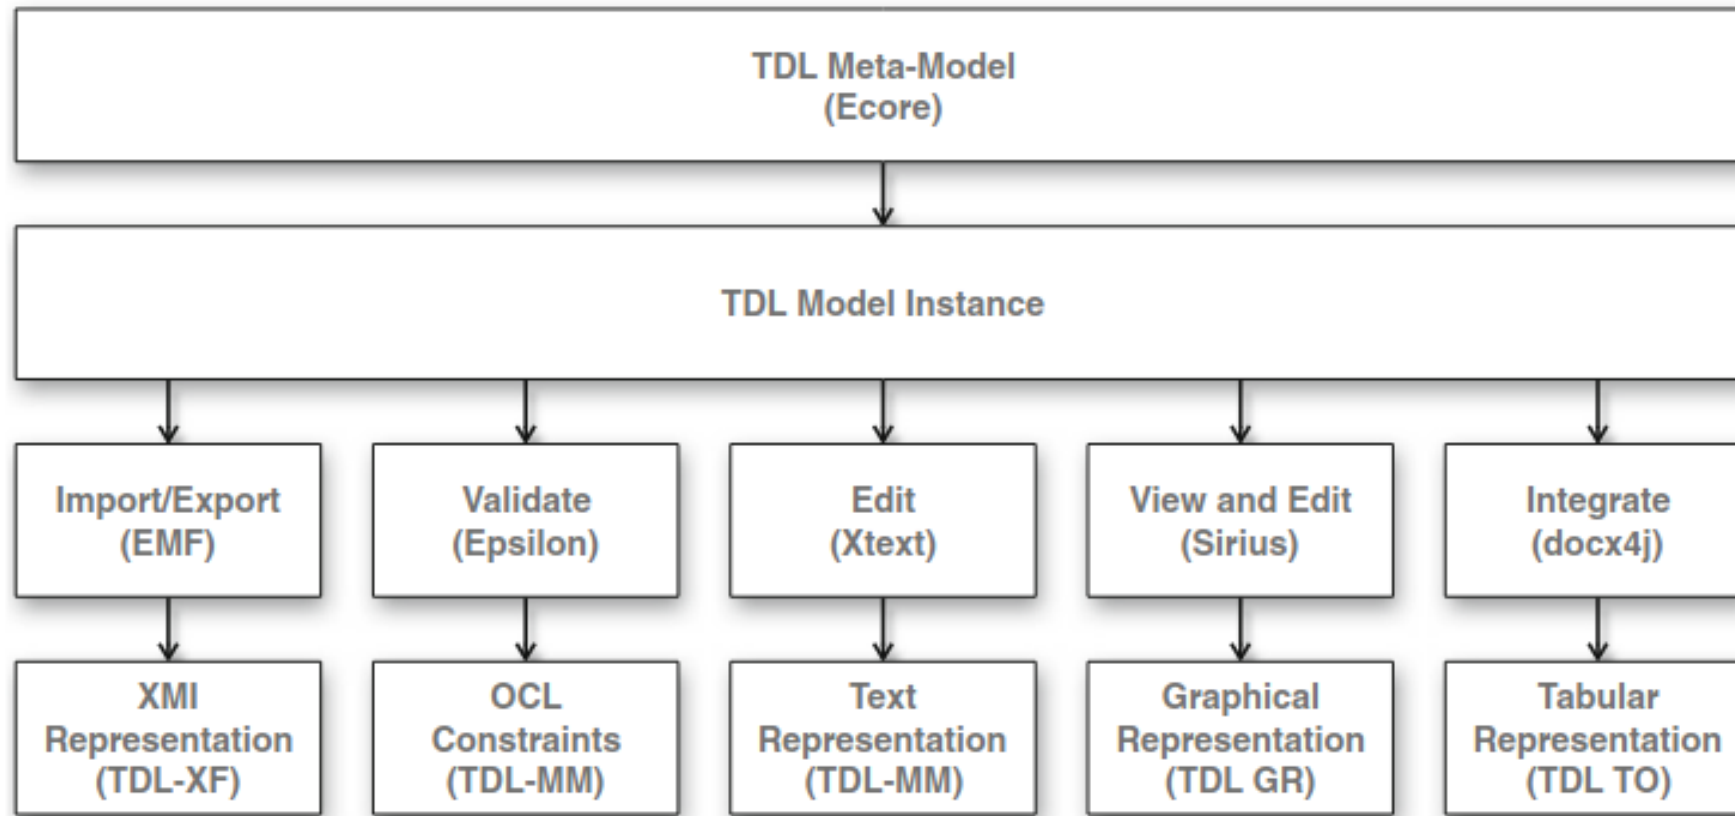 TDL Meta-Model
(Ecore)
TDL Model Instance
Import/Export
(EMF)
Validate
(Epsilon)
Edit
(Xtext)
View and Edit
(Sirius)
Integrate
(docx4j)
XMI
Representation
(TDL-XF)
OCL
Constraints
(TDL-MM)
Text
Representation
(TDL-MM)
Graphical
Representation
(TDL GR)
Tabular
Representation
(TDL TO)